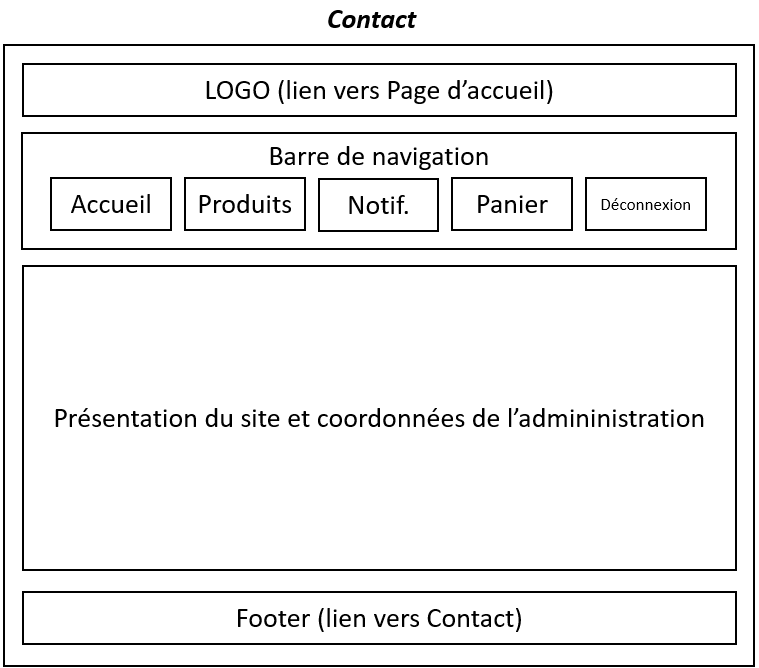 Contact
LOGO (lien vers Page d’accueil)
Barre de navigation
Accueil
Produits
Notif.
Panier
Déconnexion
Présentation du site et coordonnées de l’admininistration
Footer (lien vers Contact)